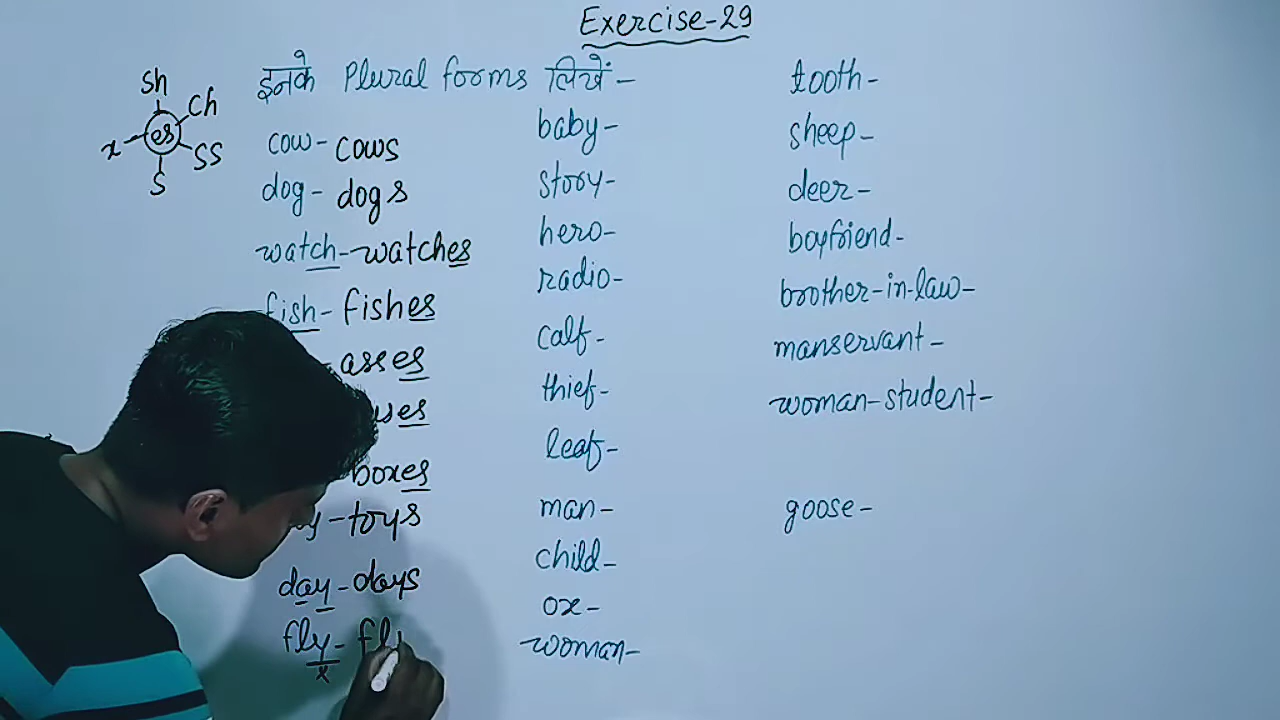 Exercise-29
इनके Plural forms लिखें-
sh
ch
x
es
ss
s
cow- cows
dog- dogs
watch-watches
fish- fishes
asses
es
boxes
-toys
day-days
fly- fl
x
baby-
story-
hero-
radio-
calf-
thief-
leaf-
man-
child-
ox-
woman-
tooth-
sheep-
deer-
boyfriend-
brother-in-law-
manservant-
woman-student-
goose-